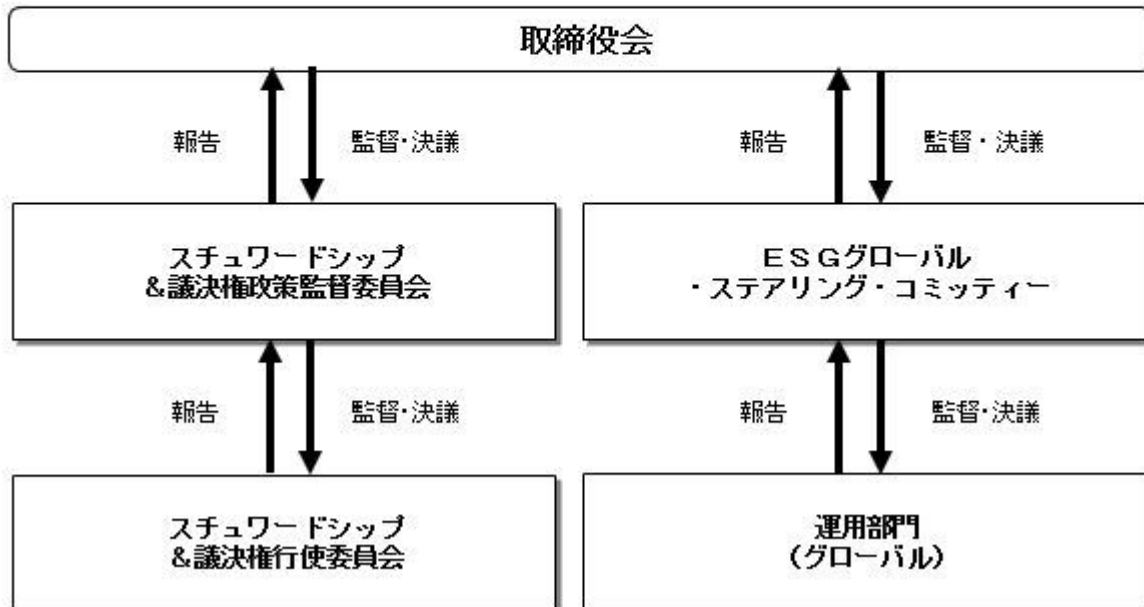 取締役会
報告
監督・決議
報告
監督・決議
スチュワードシップ
&議決権政策監督委員会
ＥＳＧグローバル
・ステアリング・コミッティー
報告
監督・決議
報告
監督・決議
スチュワードシップ
&議決権行使委員会
運用部門
(グローバル)